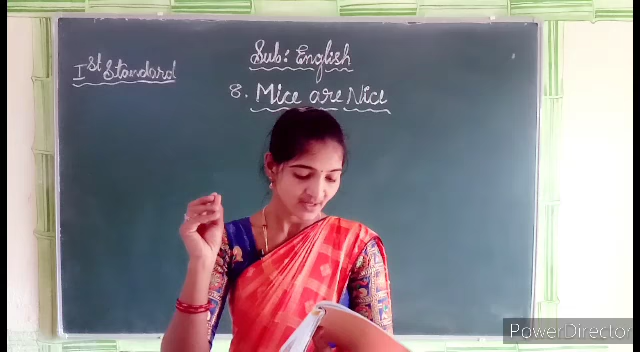 Sub: English
Ist Standard
8. Mice are Nice
PowerDirector